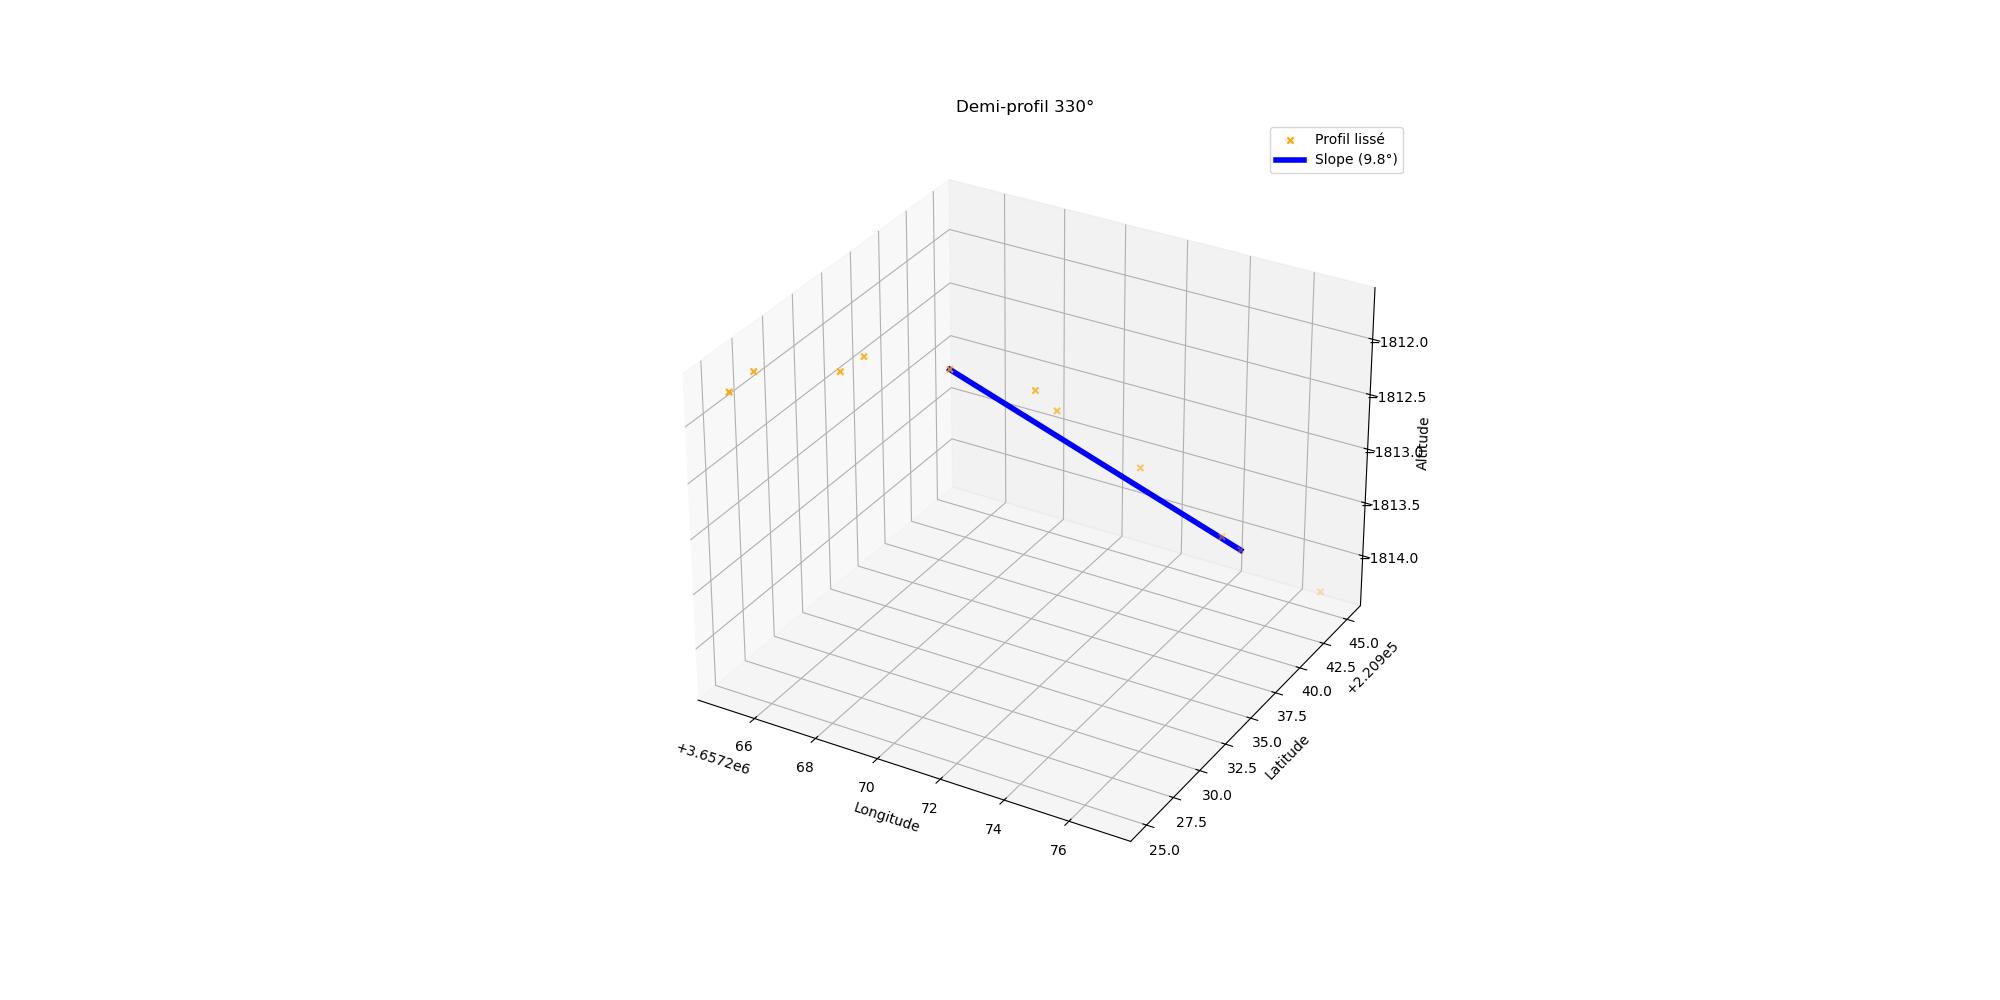 Demi-profil 330°
Profil lissé
Slope (9.8°)
−1812.0
−1812.5
−1813.0
−1813.5
−1814.0
Altitude
45.0
42.5
40.0
37.5
35.0
32.5
30.0
27.5
25.0
+2.209e5
Latitude
66
68
70
72
74
76
+3.6572e6
Longitude